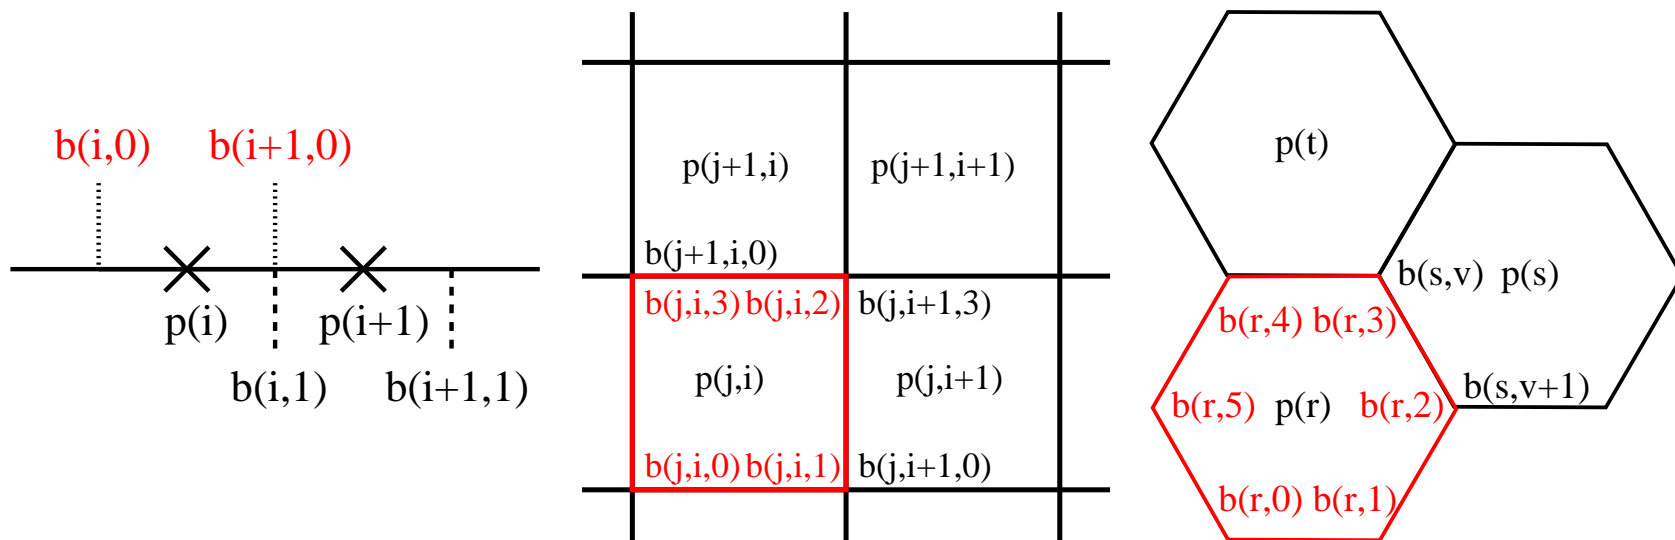 b(i,0) b(i+1,0)
p(i) p(i+1)
b(i,1) b(i+1,1)
p(j+1,i) p(j+1,i+1)
b(j+1,i,0)
b(j,i,3) b(j,i,2) b(j,i+1,3)
p(j,i) p(j,i+1)
b(j,i,0) b(j,i,1) b(j,i+1,0)
p(t)
b(s,v) p(s)
b(r,4) b(r,3)
b(s,v+1)
b(r,5) p(r) b(r,2)
b(r,0) b(r,1)